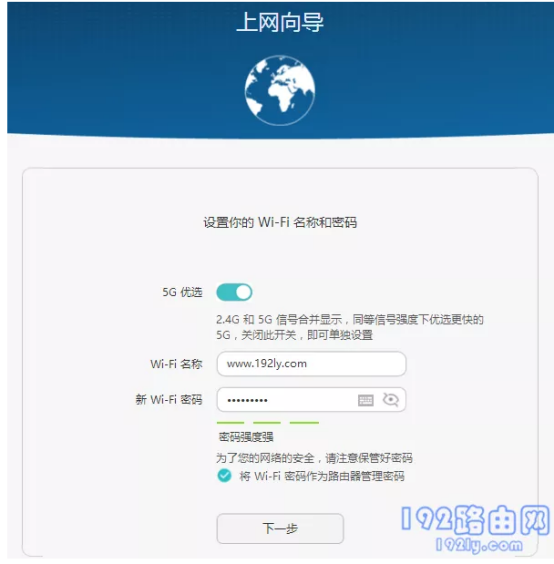 上网向导
设置你的 Wi-Fi 名称和密码
5G 优选
2.4G 和 5G 信号合并显示，同等信号强度下优选更快的
5G，关闭此开关，即可单独设置
Wi-Fi 名称 www.192ly.com
新 Wi-Fi 密码 •••••••••
密码强度强
为了您的网络的安全，请注意保管好密码
将 Wi-Fi 密码作为路由器管理密码
下一步
192路由网
192ly.com